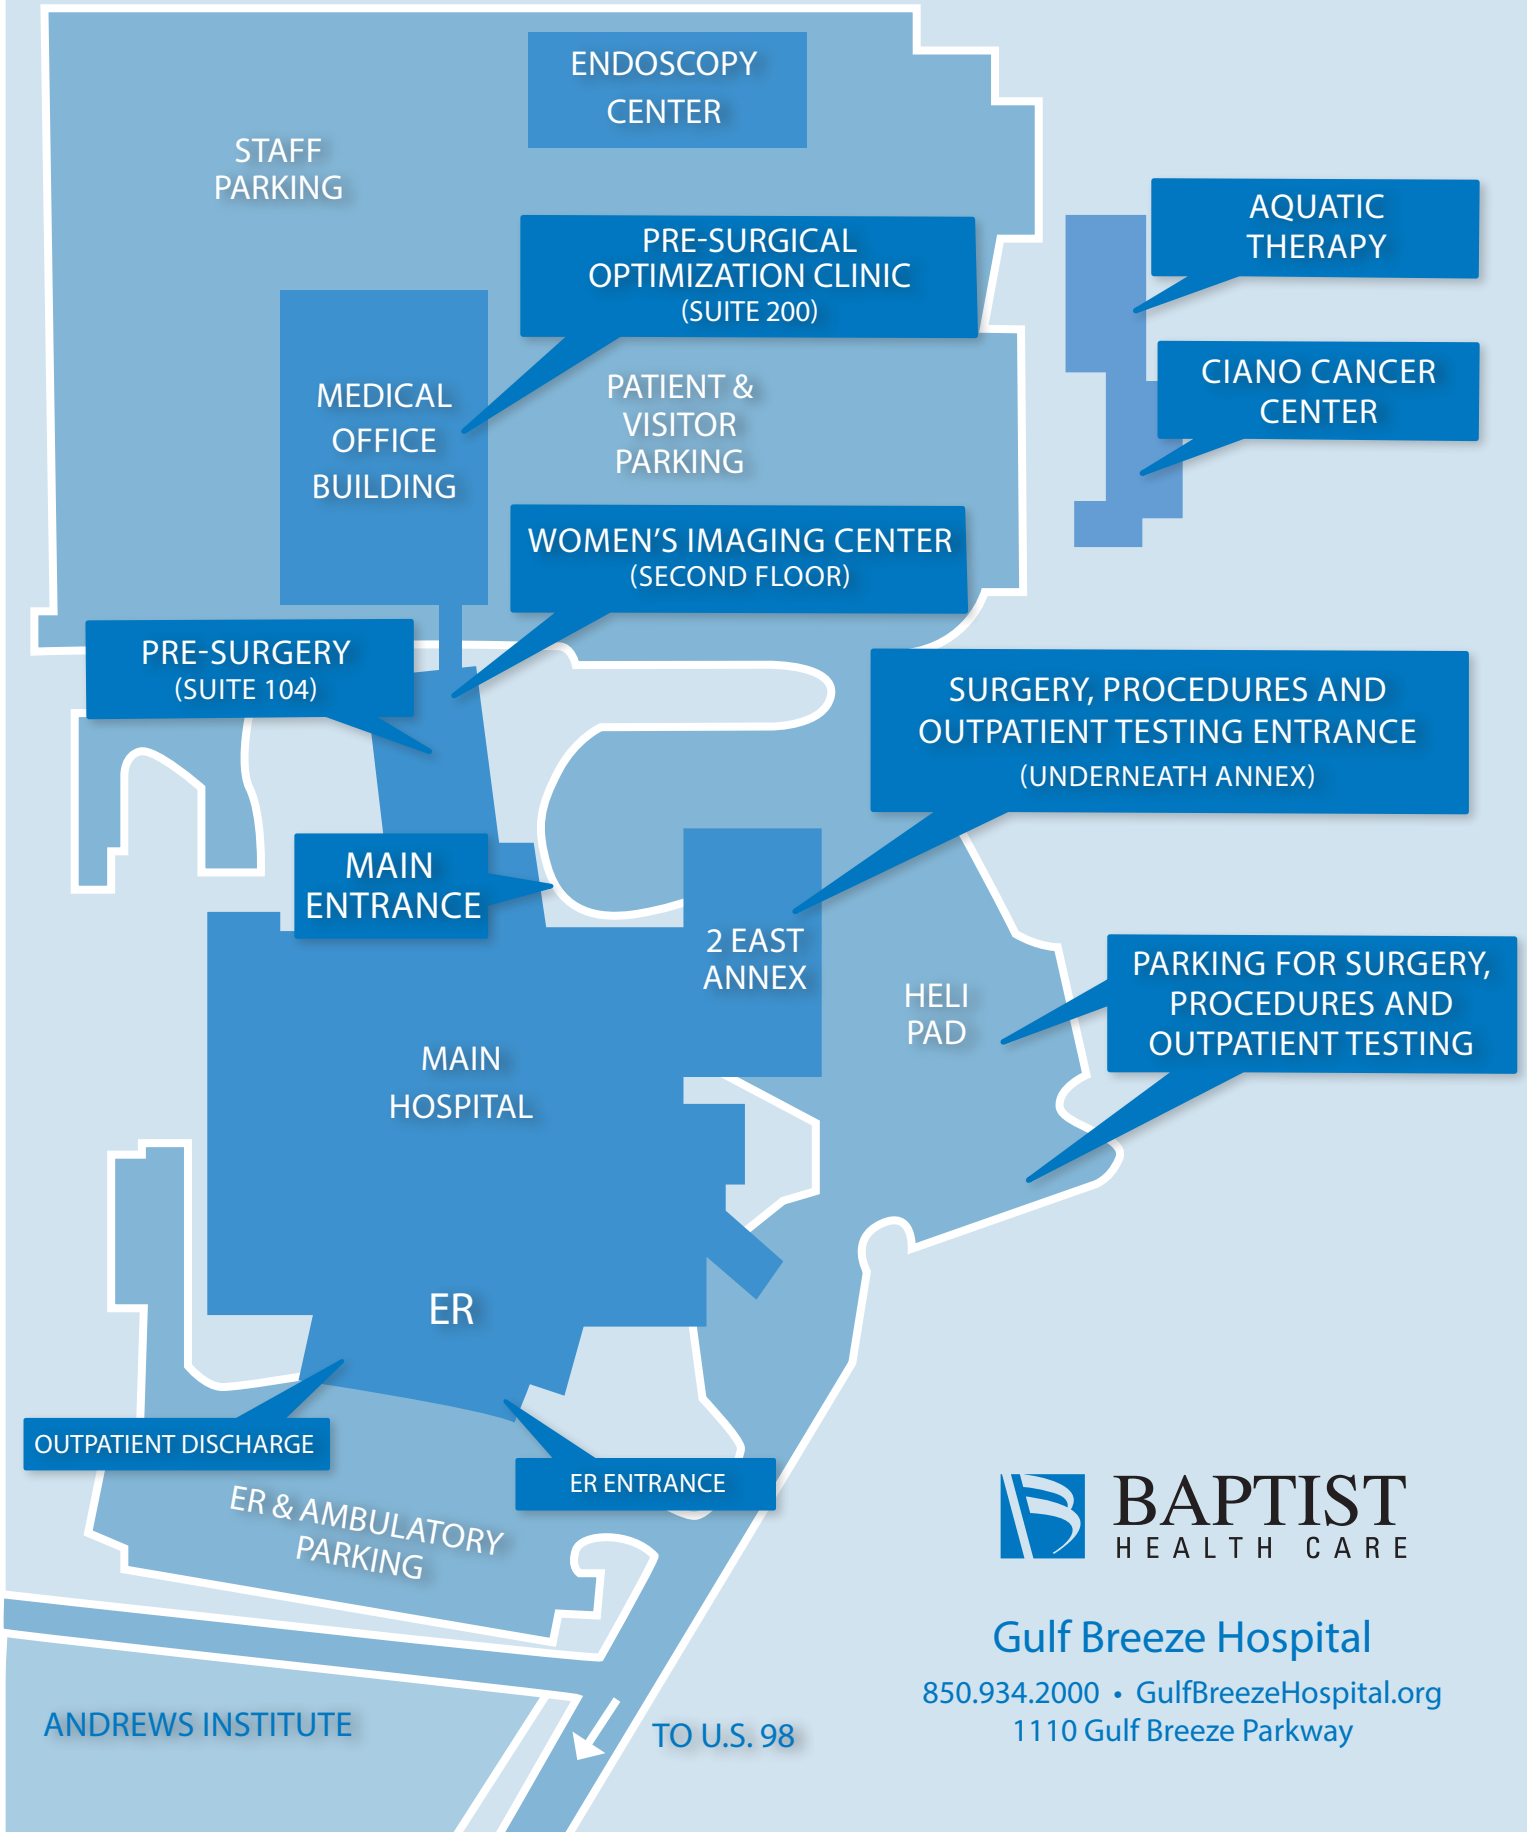 ENDOSCOPY
CENTER
STAFF
PARKING
AQUATIC
THERAPY
PRE-SURGICAL
OPTIMIZATION CLINIC
(SUITE 200)
CIANO CANCER
CENTER
MEDICAL
OFFICE
BUILDING
PATIENT &
VISITOR
PARKING
WOMEN'S IMAGING CENTER
(SECOND FLOOR)
PRE-SURGERY
(SUITE 104)
SURGERY, PROCEDURES AND
OUTPATIENT TESTING ENTRANCE
(UNDERNEATH ANNEX)
MAIN
ENTRANCE
2 EAST
ANNEX
HELI
PAD
PARKING FOR SURGERY,
PROCEDURES AND
OUTPATIENT TESTING
MAIN
HOSPITAL
ER
OUTPATIENT DISCHARGE
ER ENTRANCE
ER & AMBULATORY
PARKING
BAPTIST
HEALTH CARE
Gulf Breeze Hospital
850.934.2000 • GulfBreezeHospital.org
1110 Gulf Breeze Parkway
ANDREWS INSTITUTE
TO U.S. 98